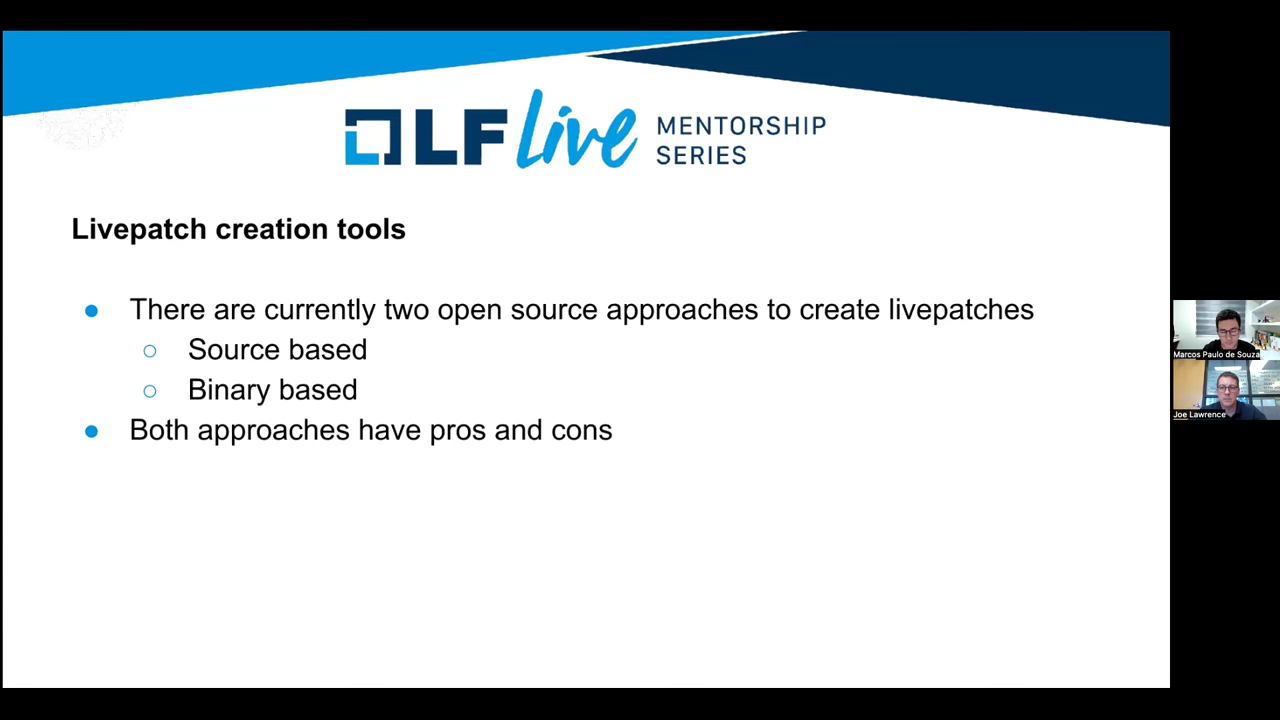 LF Live MENTORSHIP
SERIES
Livepatch creation tools
There are currently two open source approaches to create livepatches
Source based
Binary based
Both approaches have pros and cons
Marcos Paulo de Souza
Joe Lawrence